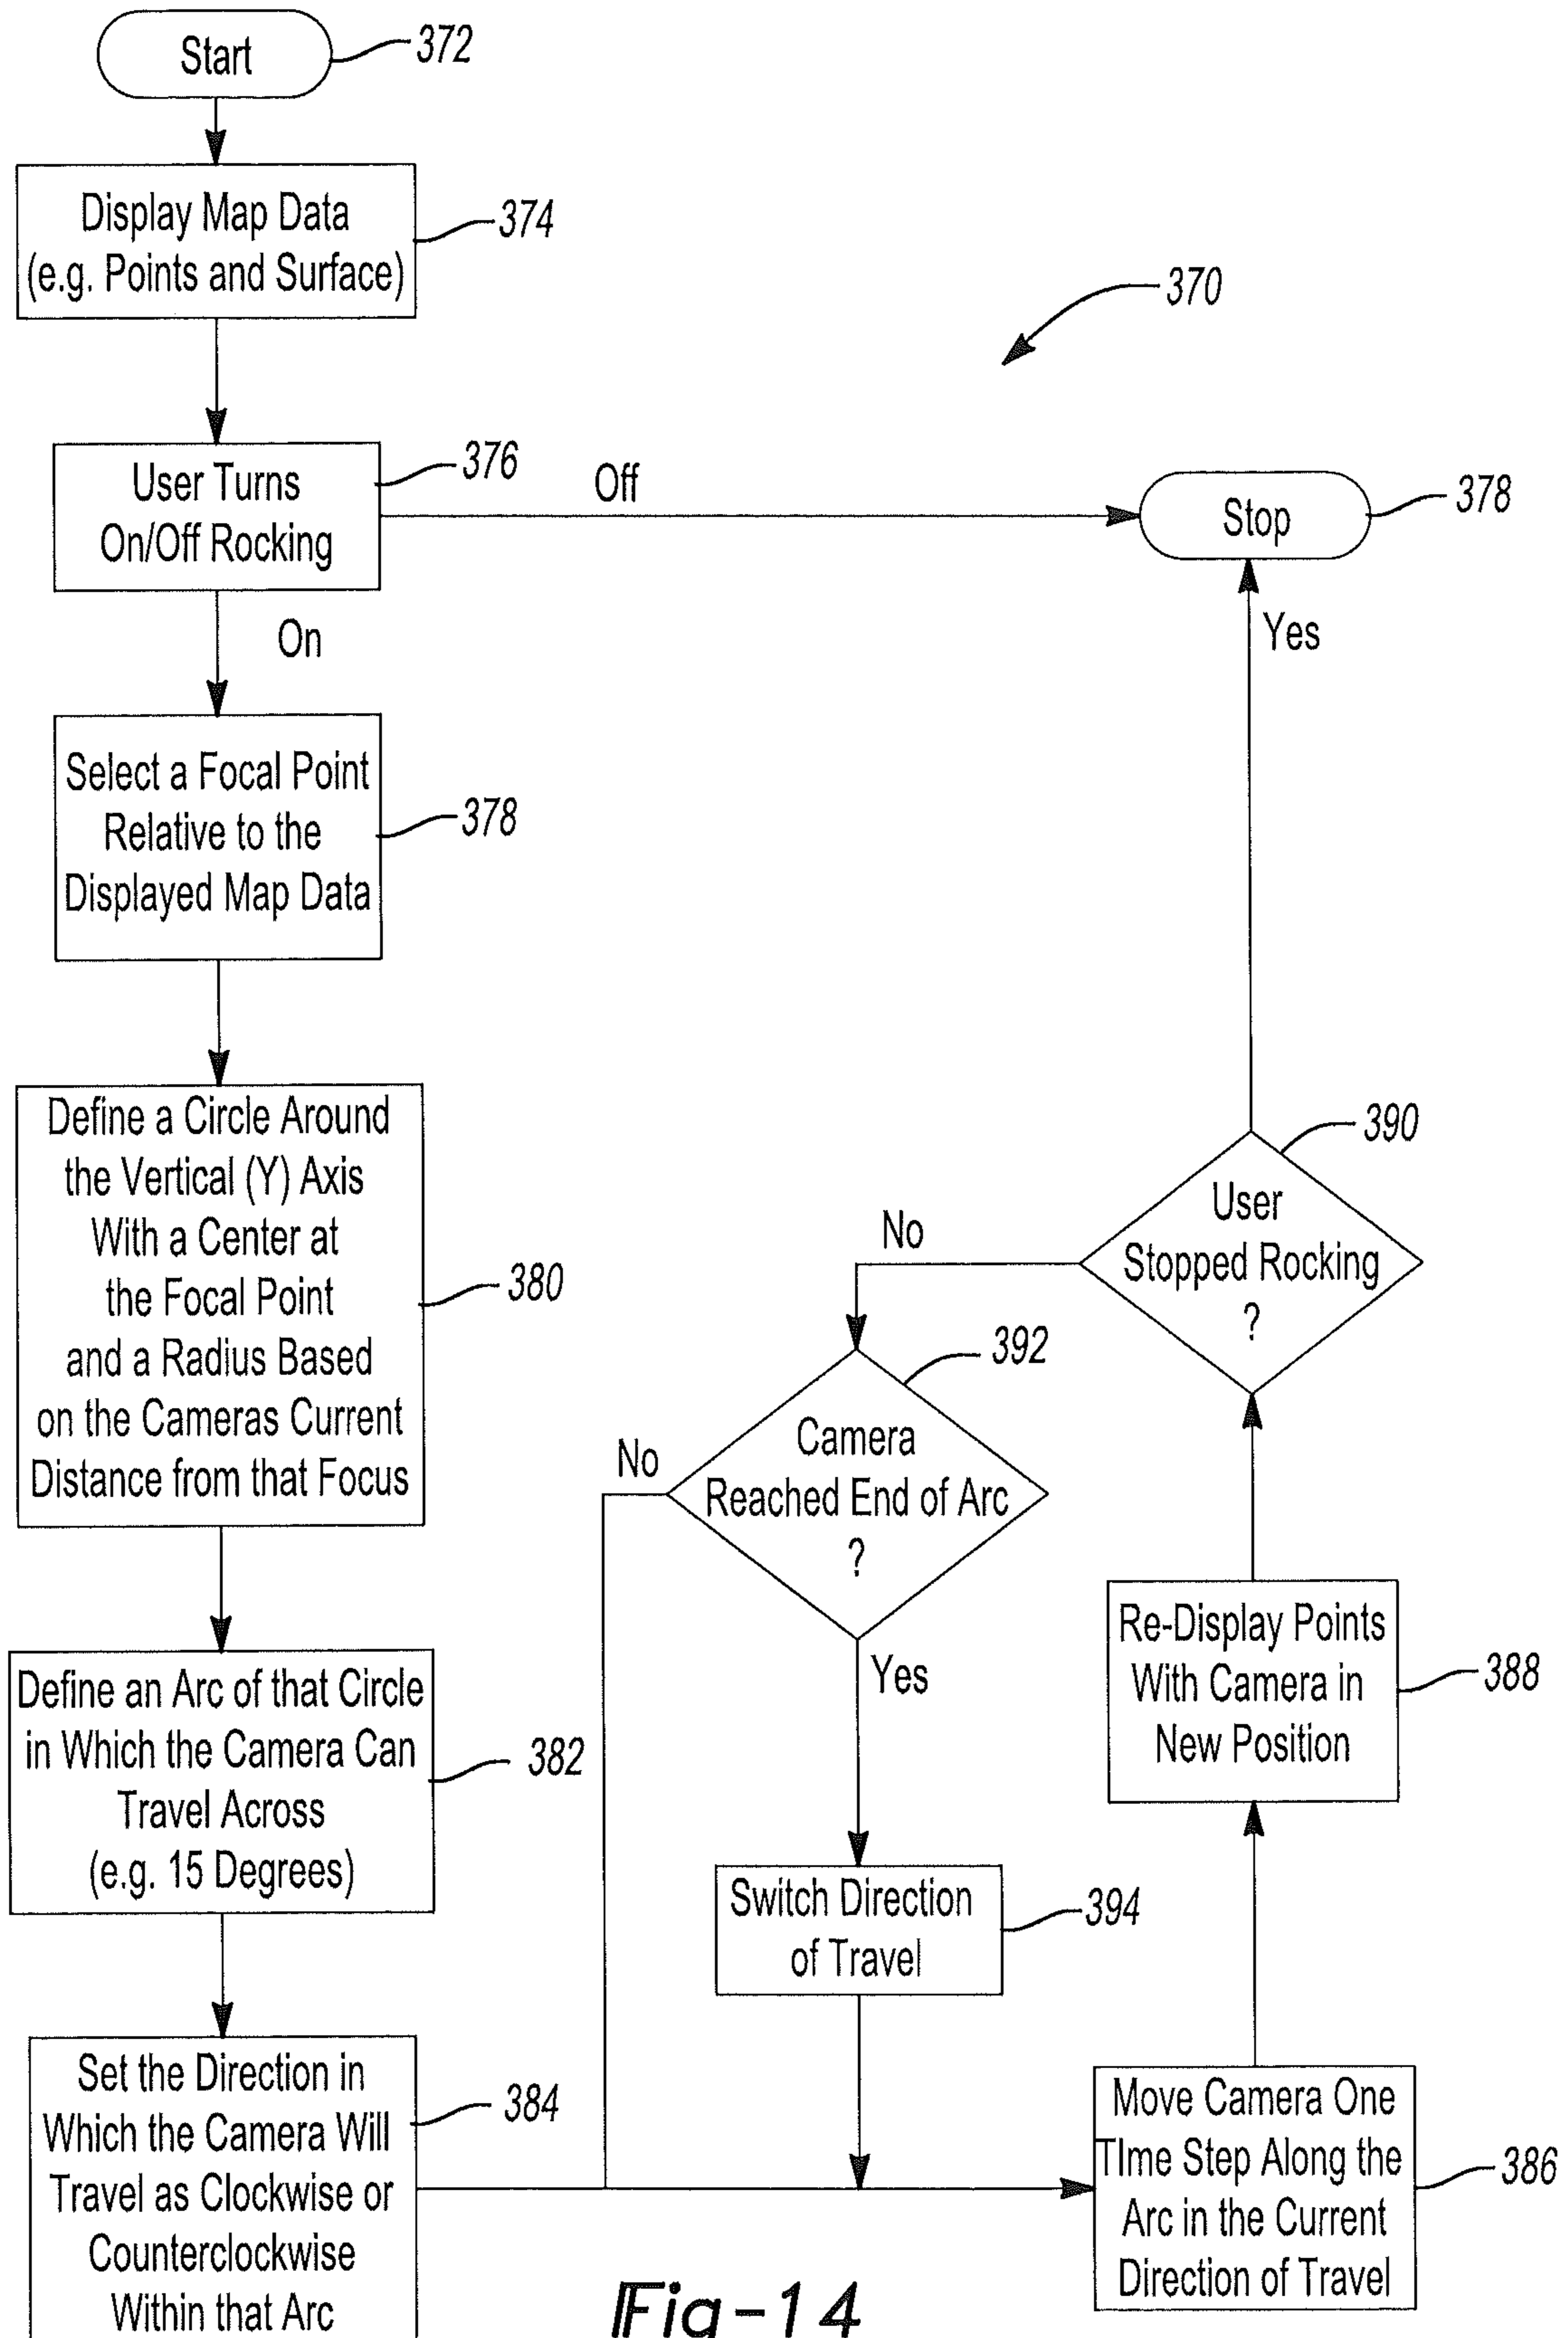 Start
372
Display Map Data
(e.g. Points and Surface)
374
370
User Turns
On/Off Rocking
376
Off
Stop
378
On
Yes
Select a Focal Point
Relative to the
Displayed Map Data
378
Define a Circle Around
the Vertical (Y) Axis
With a Center at
the Focal Point
and a Radius Based
on the Cameras Current
Distance from that Focus
380
390
User
Stopped Rocking
?
No
392
Camera
Reached End of Arc
?
No
Yes
Re-Display Points
With Camera in
New Position
388
Define an Arc of that Circle
in Which the Camera Can
Travel Across
(e.g. 15 Degrees)
382
Switch Direction
of Travel
394
Set the Direction in
Which the Camera Will
Travel as Clockwise or
Counterclockwise
Within that Arc
384
Move Camera One
TIme Step Along the
Arc in the Current
Direction of Travel
386
Fig-14